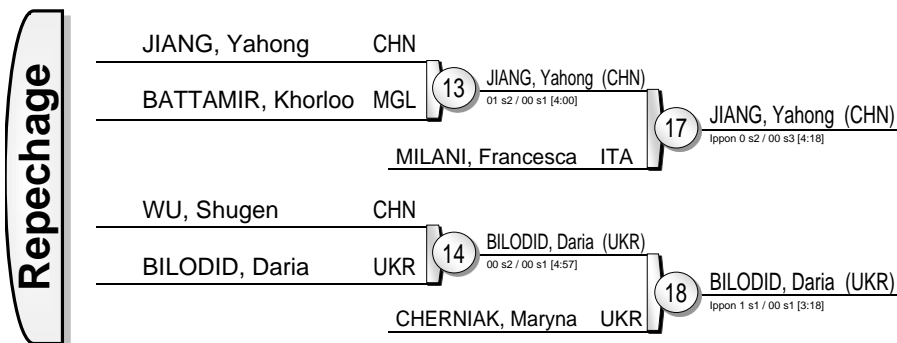 Repechage
JIANG, Yahong CHN
BATTAMIR, Khorloo MGL
13
JIANG, Yahong (CHN)
01 s2 / 00 s1 [4:00]
MILANI, Francesca ITA
17
JIANG, Yahong (CHN)
Ippon 0 s2 / 00 s3 [4:18]
WU, Shugen CHN
BILODID, Daria UKR
14
BILODID, Daria (UKR)
00 s2 / 00 s1 [4:57]
CHERNIAK, Maryna UKR
18
BILODID, Daria (UKR)
Ippon 1 s1 / 00 s1 [3:18]